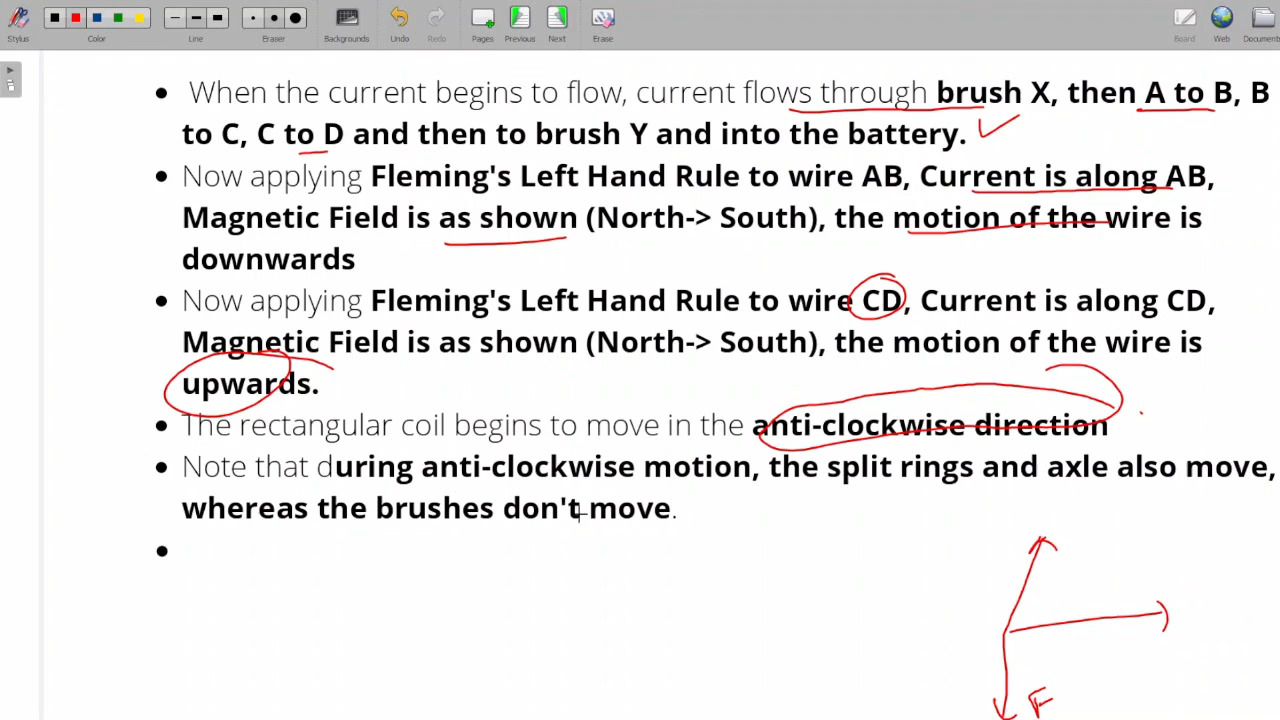 Stylus
Color
Line
Eraser
Backgrounds
Undo
Redo
Pages
Previous
Next
Erase
Board
Web
Document
• When the current begins to flow, current flows through brush X, then A to B, B
to C, C to D and then to brush Y and into the battery.
• Now applying Fleming's Left Hand Rule to wire AB, Current is along AB,
Magnetic Field is as shown (North-> South), the motion of the wire is
downwards
• Now applying Fleming's Left Hand Rule to wire CD, Current is along CD,
Magnetic Field is as shown (North-> South), the motion of the wire is
upwards.
• The rectangular coil begins to move in the anti-clockwise direction
• Note that during anti-clockwise motion, the split rings and axle also move,
whereas the brushes don't move.
•
F